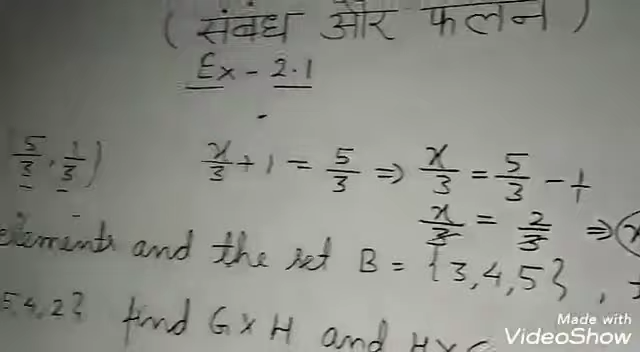 ( संबंध और फलन )
Ex - 2.1
5/3, 1/3) x/3 + 1 = 5/3 ⇒ x/3 = 5/3 - 1/1
x/3 = 2/3 ⇒
elements and the set B = {3, 4, 5},
5, 4, 2} find G×H and H×
Made with
VideoShow